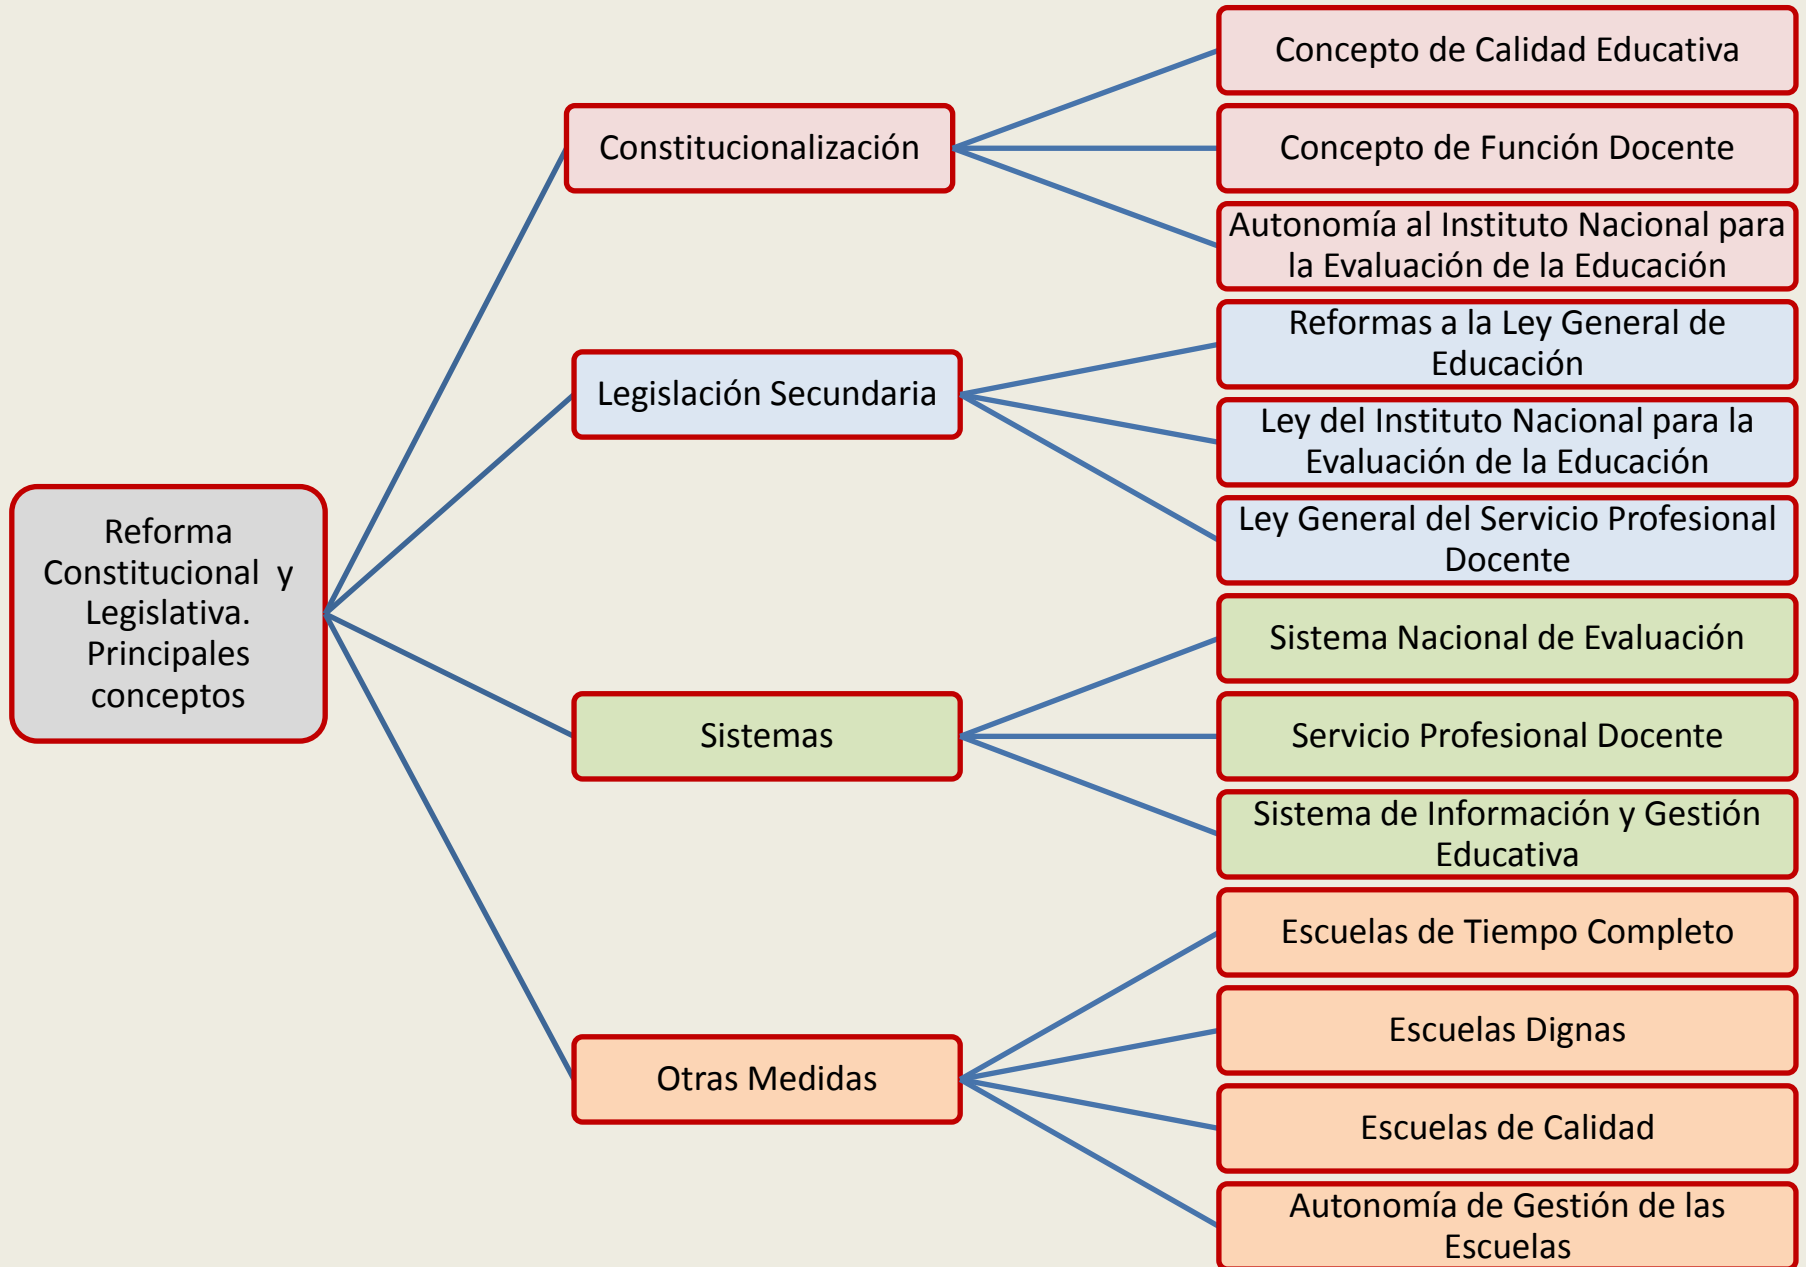 Reforma
Constitucional y
Legislativa.
Principales
conceptos
Constitucionalización
Concepto de Calidad Educativa
Concepto de Función Docente
Autonomía al Instituto Nacional para
la Evaluación de la Educación
Legislación Secundaria
Reformas a la Ley General de
Educación
Ley del Instituto Nacional para la
Evaluación de la Educación
Ley General del Servicio Profesional
Docente
Sistemas
Sistema Nacional de Evaluación
Servicio Profesional Docente
Sistema de Información y Gestión
Educativa
Otras Medidas
Escuelas de Tiempo Completo
Escuelas Dignas
Escuelas de Calidad
Autonomía de Gestión de las
Escuelas